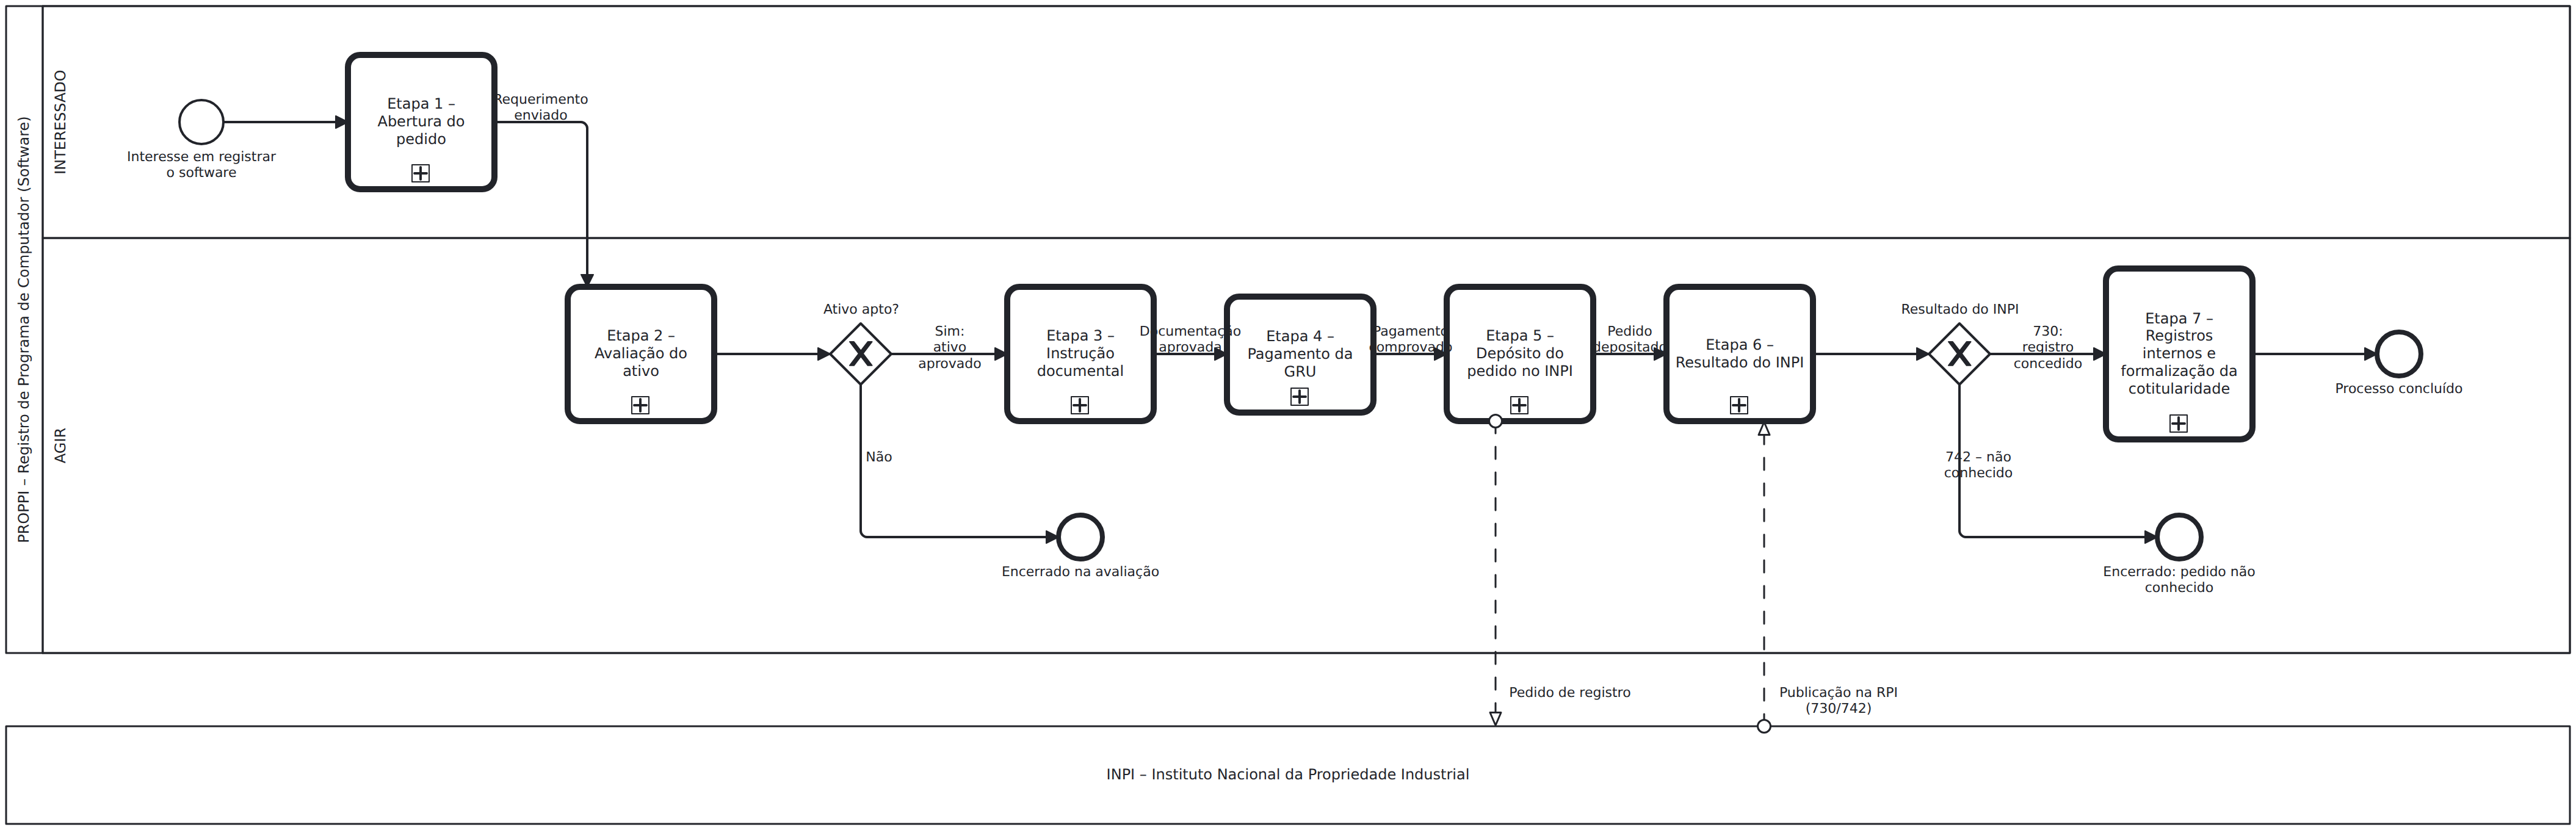 PROPPI – Registro de Programa de Computador (Software)
INTERESSADO
Interesse em registrar
o software
Etapa 1 –
Abertura do
pedido
Requerimento
enviado
AGIR
Etapa 2 –
Avaliação do
ativo
Ativo apto?
Sim:
ativo
aprovado
Não
Encerrado na avaliação
Etapa 3 –
Instrução
documental
Documentação
aprovada
Etapa 4 –
Pagamento da
GRU
Pagamento
comprovado
Etapa 5 –
Depósito do
pedido no INPI
Pedido
depositado
Etapa 6 –
Resultado do INPI
Resultado do INPI
730:
registro
concedido
742 – não
conhecido
Encerrado: pedido não
conhecido
Etapa 7 –
Registros
internos e
formalização da
cotitularidade
Processo concluído
Pedido de registro
Publicação na RPI
(730/742)
INPI – Instituto Nacional da Propriedade Industrial